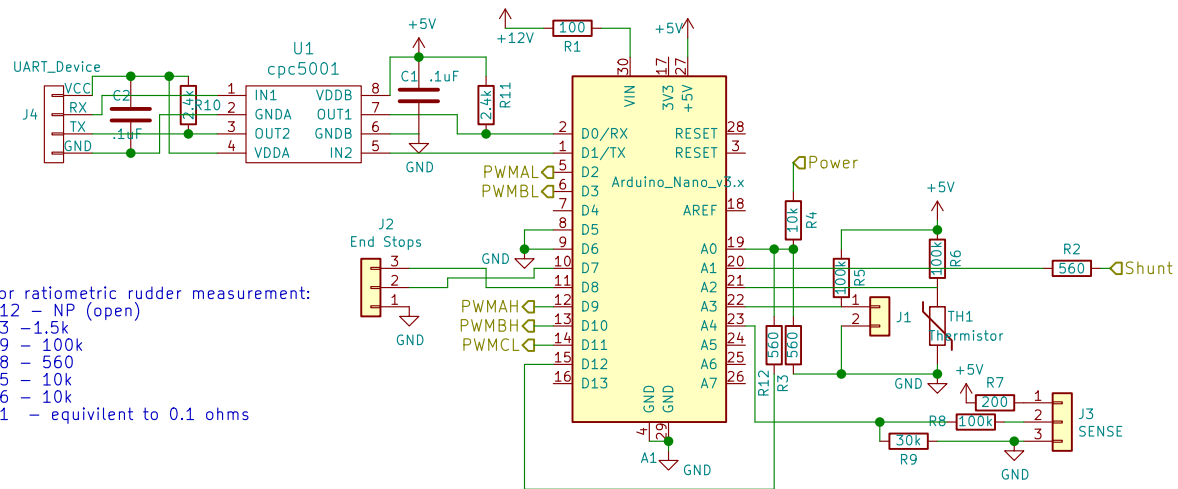 +12V
100
R1
+5V
+5V
U1
cpc5001
UART_Device
J4
VCC
RX
TX
GND
C2
.1uF
2.4k
R10
1 IN1 VDDB 8
2 GNDA OUT1 7
3 OUT2 GNDB 6
4 VDDA IN2 5
C1 .1uF
GND
2.4k
R11
30
VIN
17
3V3
27
+5V
2 D0/RX RESET 28
1 D1/TX RESET 3
PWMAL 5 D2
PWMBL 6 D3
Arduino_Nano_v3.x
7 D4 AREF 18
8 D5
9 D6 A0 19
10 D7 A1 20
11 D8 A2 21
12 D9 A3 22
13 D10 A4 23
14 D11 A5 24
15 D12 A6 25
16 D13 A7 26
GND
PWMAH
PWMBH
PWMCL
J2
End Stops
3
2
1
GND
GND
4
GND
29
A1
GND
Power
10k
R4
560
R12
560
R3
100k
R5
+5V
100k
R6
R2
560
Shunt
1
2
J1
TH1
Thermistor
GND
+5V
R7
200
R8
100k
30k
R9
1
2
3
J3
SENSE
GND
or ratiometric rudder measurement:
12 – NP (open)
3 –1.5k
9 – 100k
8 – 560
5 – 10k
6 – 10k
1 – equivilent to 0.1 ohms